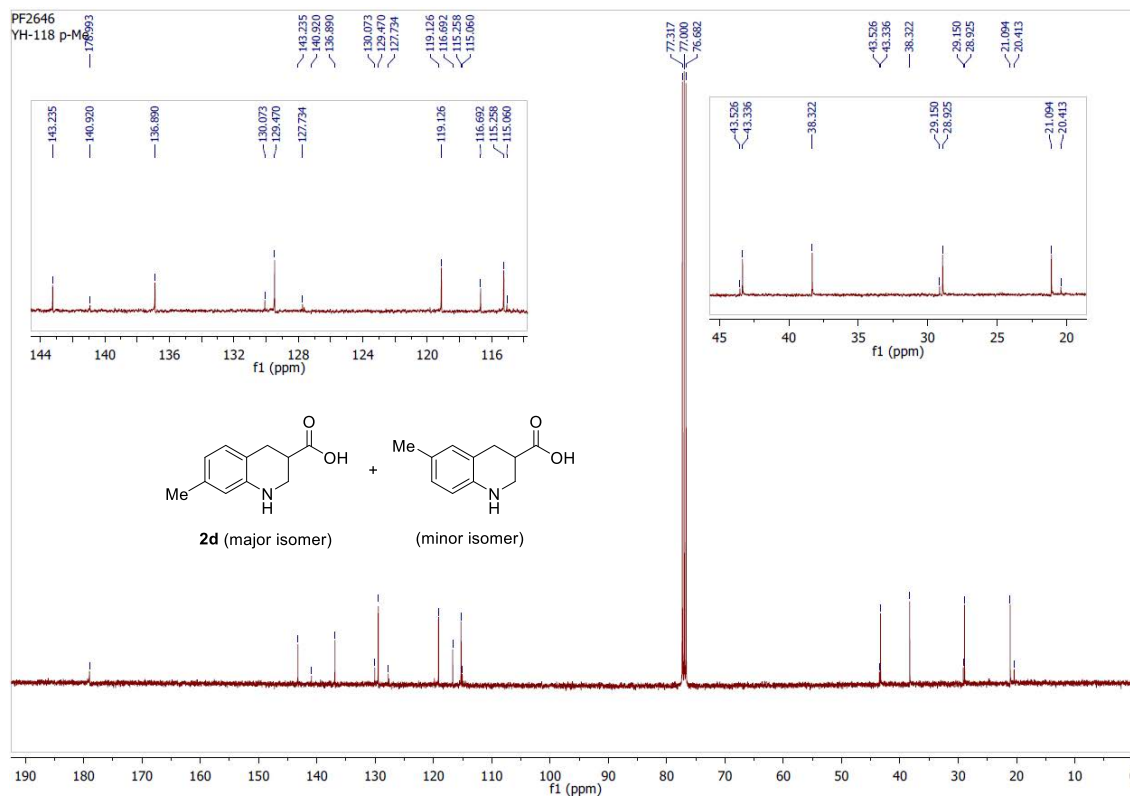 PF2646
YH-118 p-Me
178.993
143.235
140.920
136.890
130.073
129.470
127.734
119.126
116.692
115.258
115.060
77.317
77.000
76.682
43.526
43.336
38.322
29.150
28.925
21.094
20.413
143.235
140.920
136.890
130.073
129.470
127.734
119.126
116.692
115.258
115.060
144 140 136 132 128 124 120 116
f1 (ppm)
43.526
43.336
38.322
29.150
28.925
21.094
20.413
45 40 35 30 25 20
f1 (ppm)
O
OH
N
H
Me
+
Me
O
OH
N
H
2d (major isomer)
(minor isomer)
190 180 170 160 150 140 130 120 110 100 90 80 70 60 50 40 30 20 10 0
f1 (ppm)